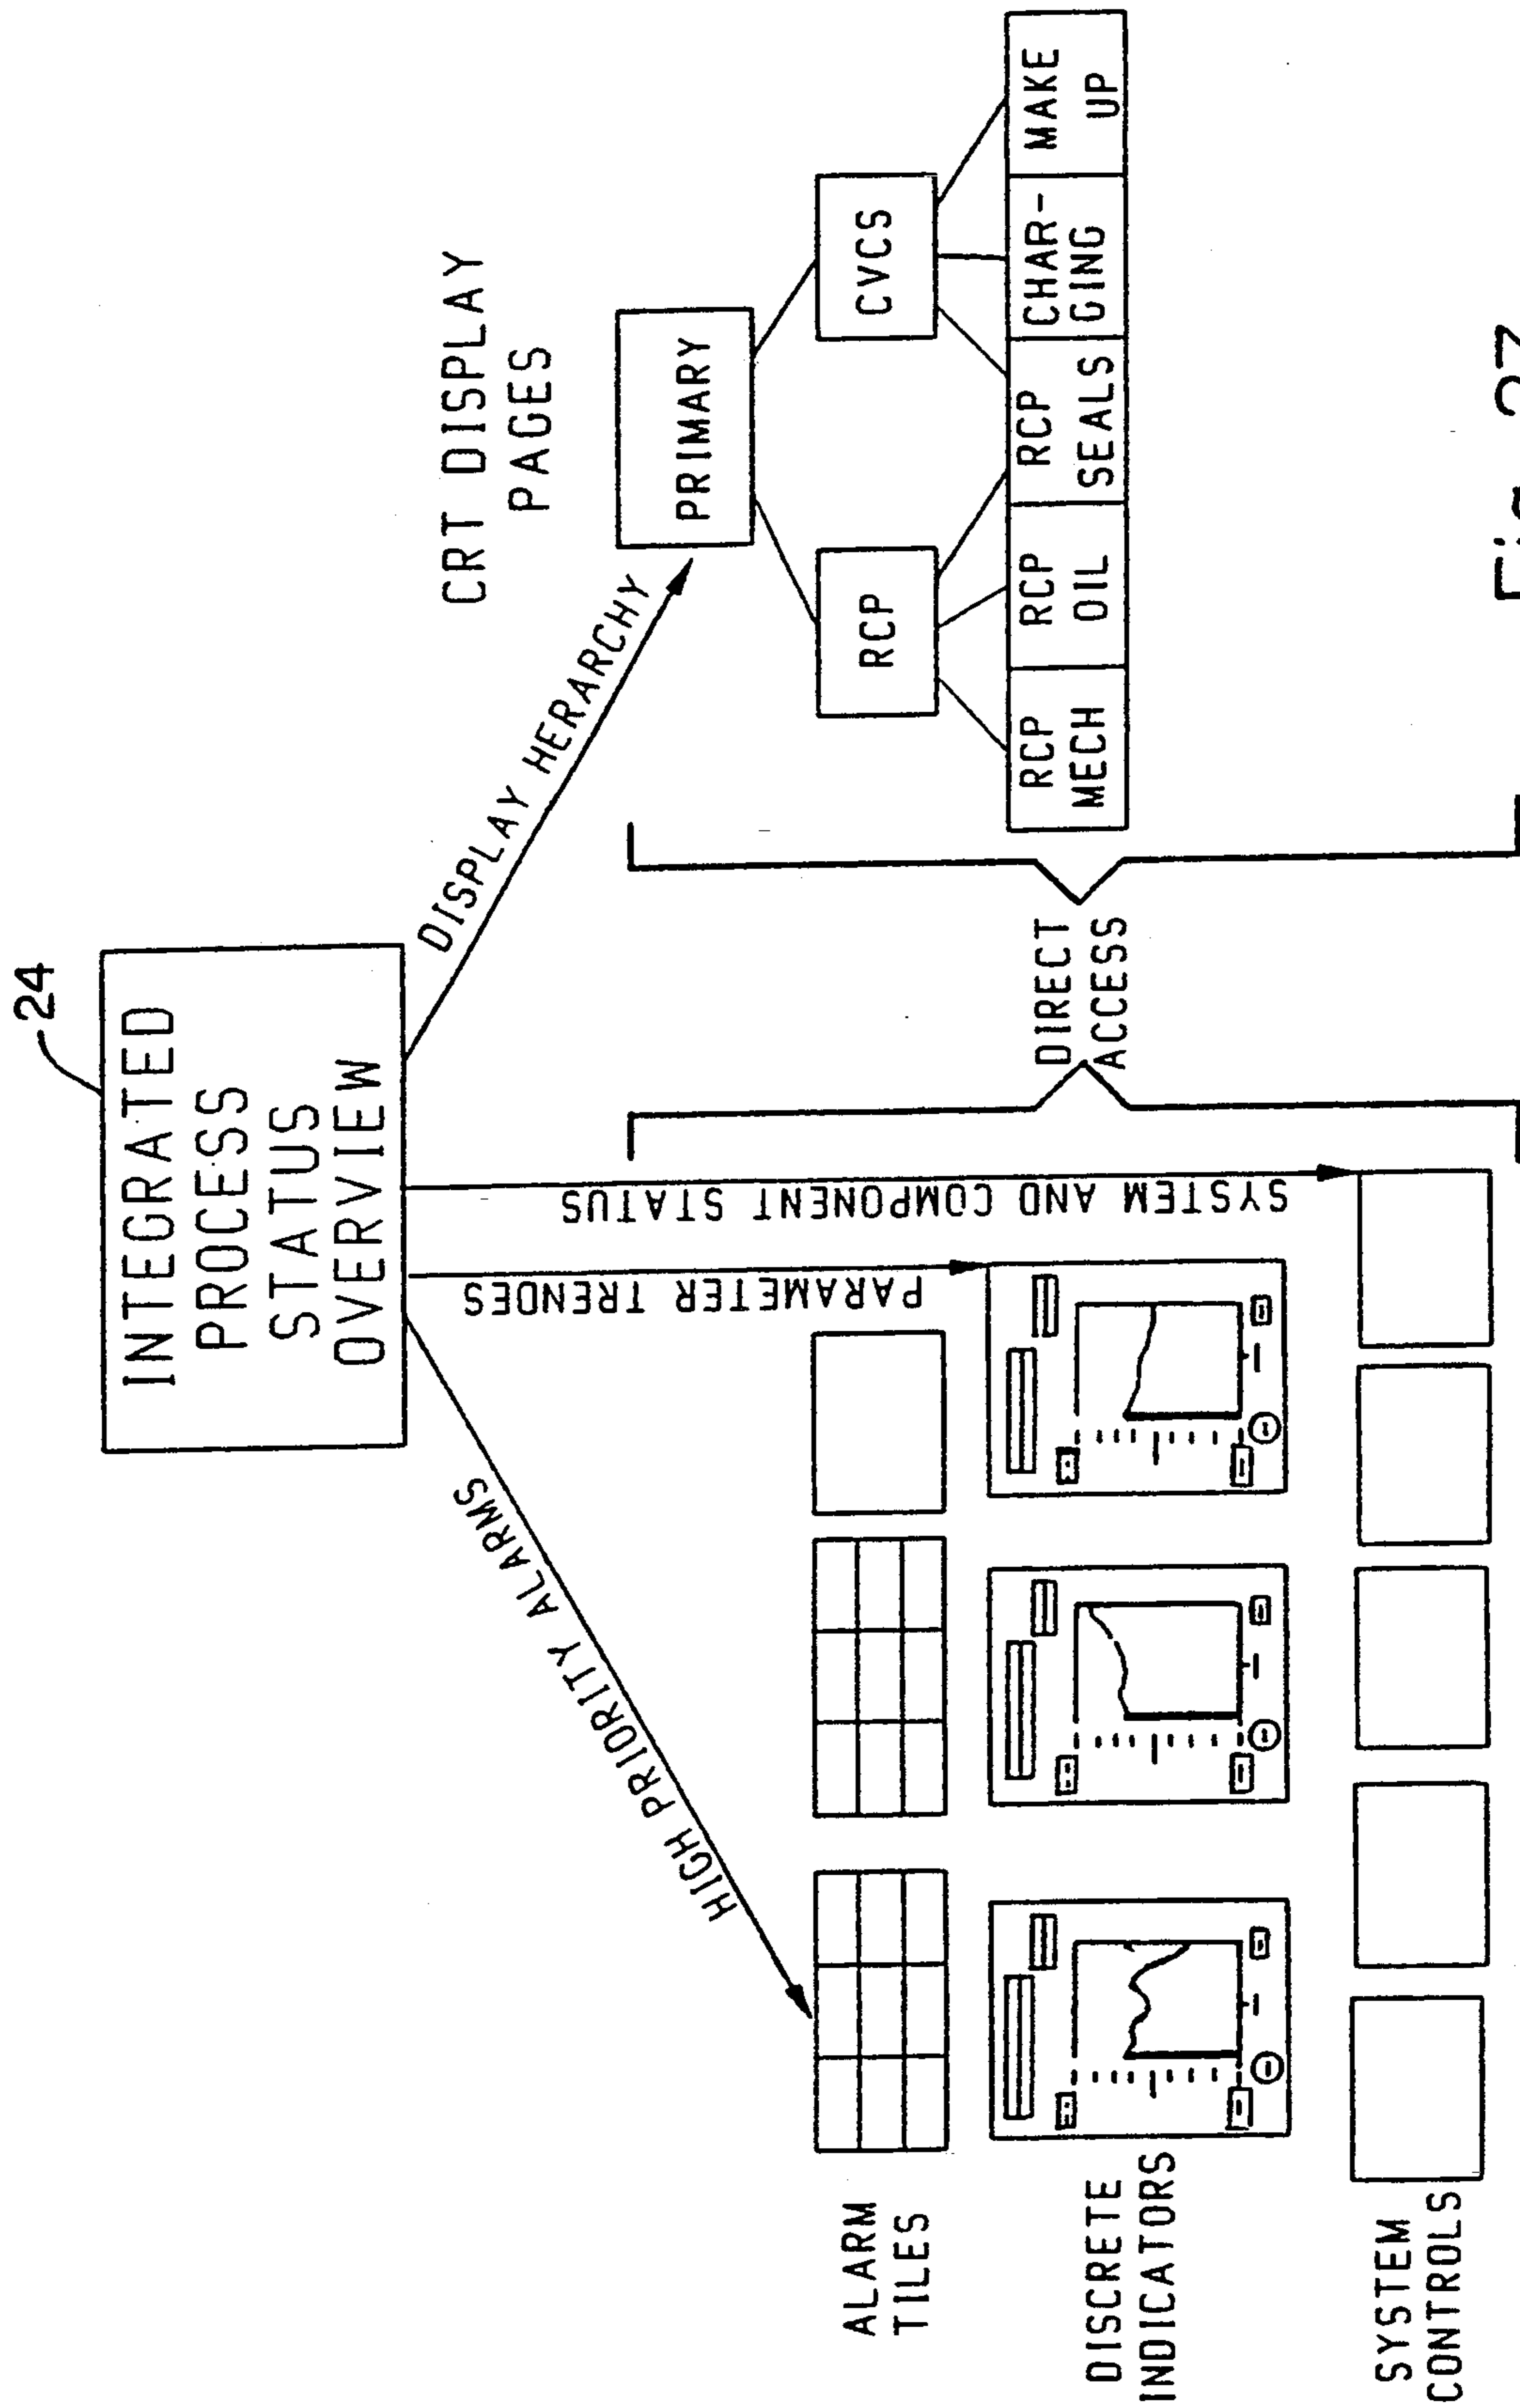 24
INTEGRATED
PROCESS
STATUS
OVERVIEW
HIGH PRIORITY ALARMS
PARAMETER TRENDES
SYSTEM AND COMPONENT STATUS
DISPLAY HERARCHY
CRT DISPLAY
PAGES
PRIMARY
RCP
CVCS
RCP
MECH
RCP
OIL
RCP
SEALS
CHAR-
GING
MAKE
UP
DIRECT
ACCESS
ALARM
TILES
DISCRETE
INDICATORS
SYSTEM
CONTROLS